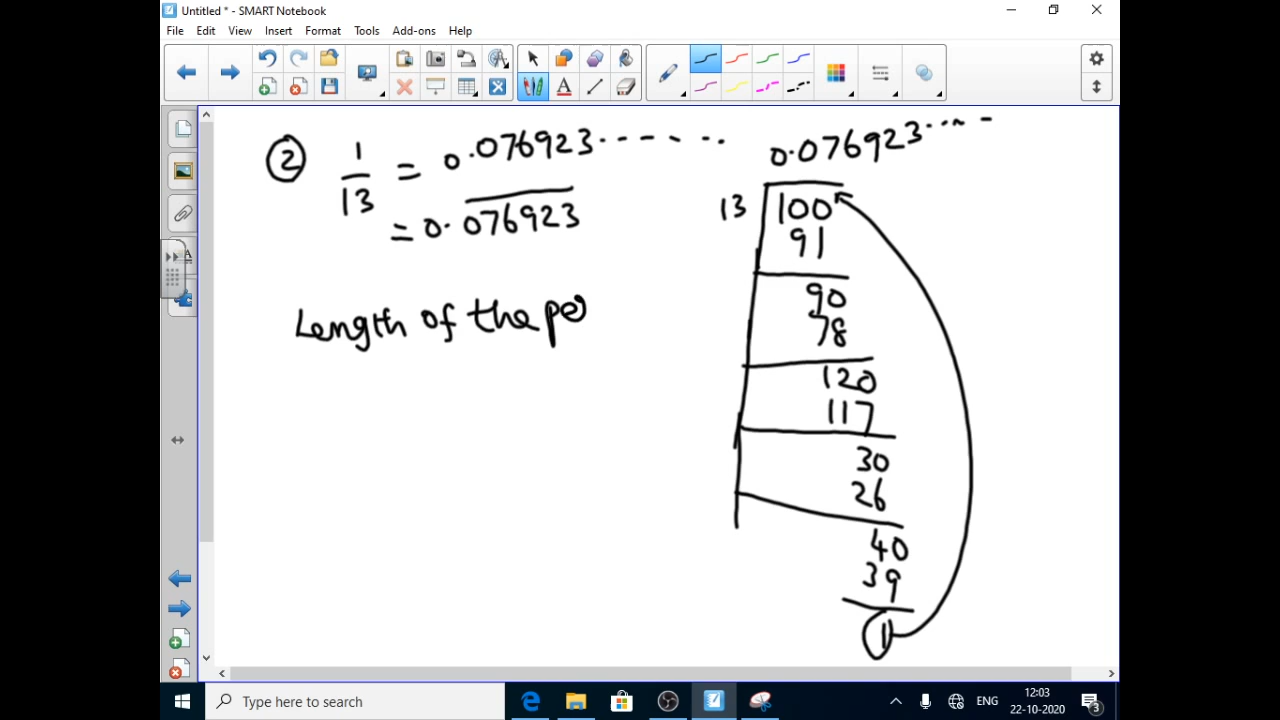 Untitled * - SMART Notebook
File Edit View Insert Format Tools Add-ons Help
② 1/13 = 0.076923......
= 0.076923
Length of the pe
0.076923.....
13 100
91
90
78
120
117
30
26
40
39
1
Type here to search
ENG
12:03
22-10-2020
3